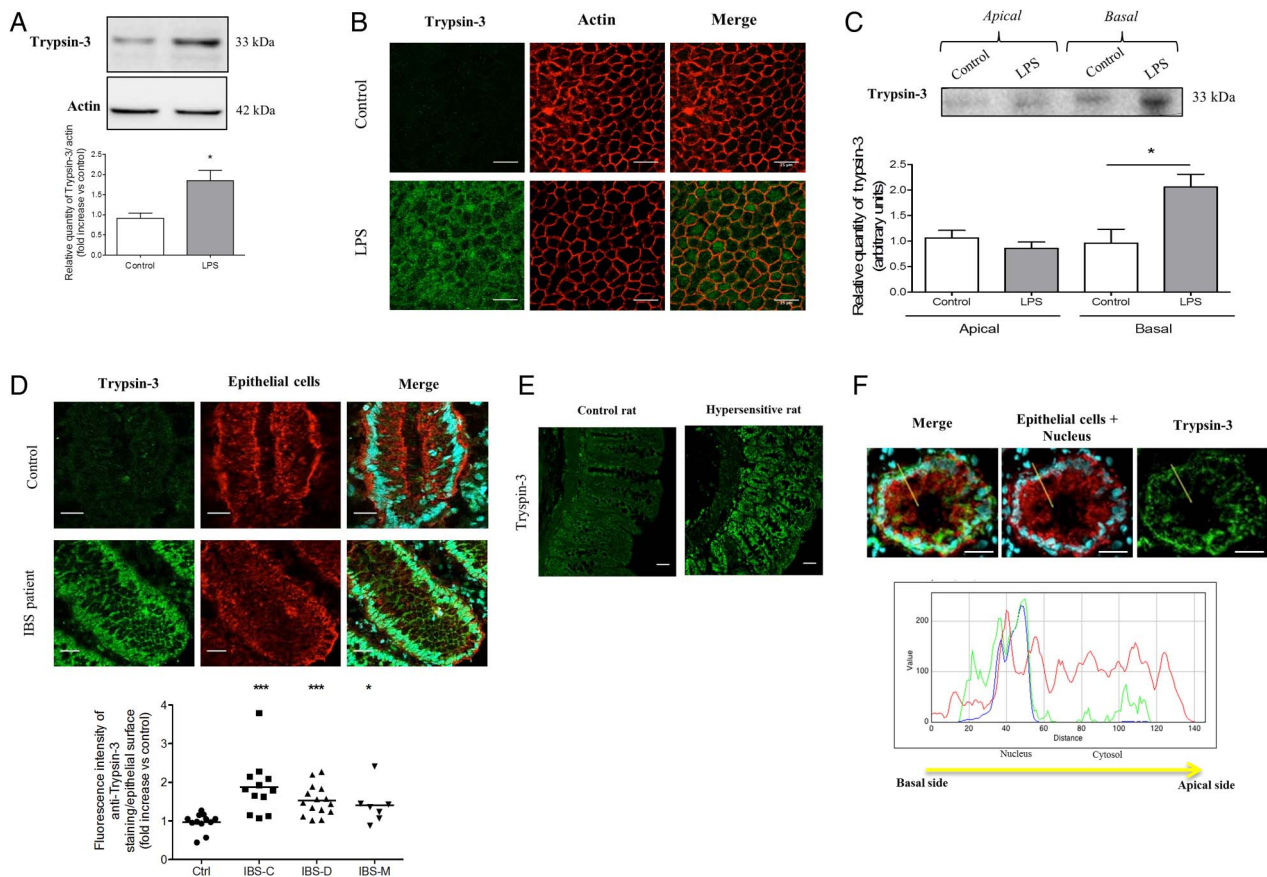 A
Trypsin-3
33 kDa
Actin
42 kDa
Relative quantity of Trypsin-3/ actin
(fold increase vs control)
2.5
2.0
1.5
1.0
0.5
0.0
*
Control
LPS
B
Trypsin-3
Actin
Merge
Control
LPS
25 µm
C
Apical
Basal
Control
LPS
Control
LPS
Trypsin-3
33 kDa
Relative quantity of trypsin-3
(arbitrary units)
2.5
2.0
1.5
1.0
0.5
0.0
*
Control
LPS
Control
LPS
Apical
Basal
D
Trypsin-3
Epithelial cells
Merge
Control
IBS patient
Fluorescence intensity of
anti-Trypsin-3
staining/epithelial surface
(fold increase vs control)
4
3
2
1
0
***
***
*
Ctrl
IBS-C
IBS-D
IBS-M
E
Control rat
Hypersensitive rat
Tryspin-3
F
Merge
Epithelial cells +
Nucleus
Trypsin-3
Value
200
100
0
0
20
40
60
80
100
120
140
Distance
Nucleus
Cytosol
Basal side
Apical side